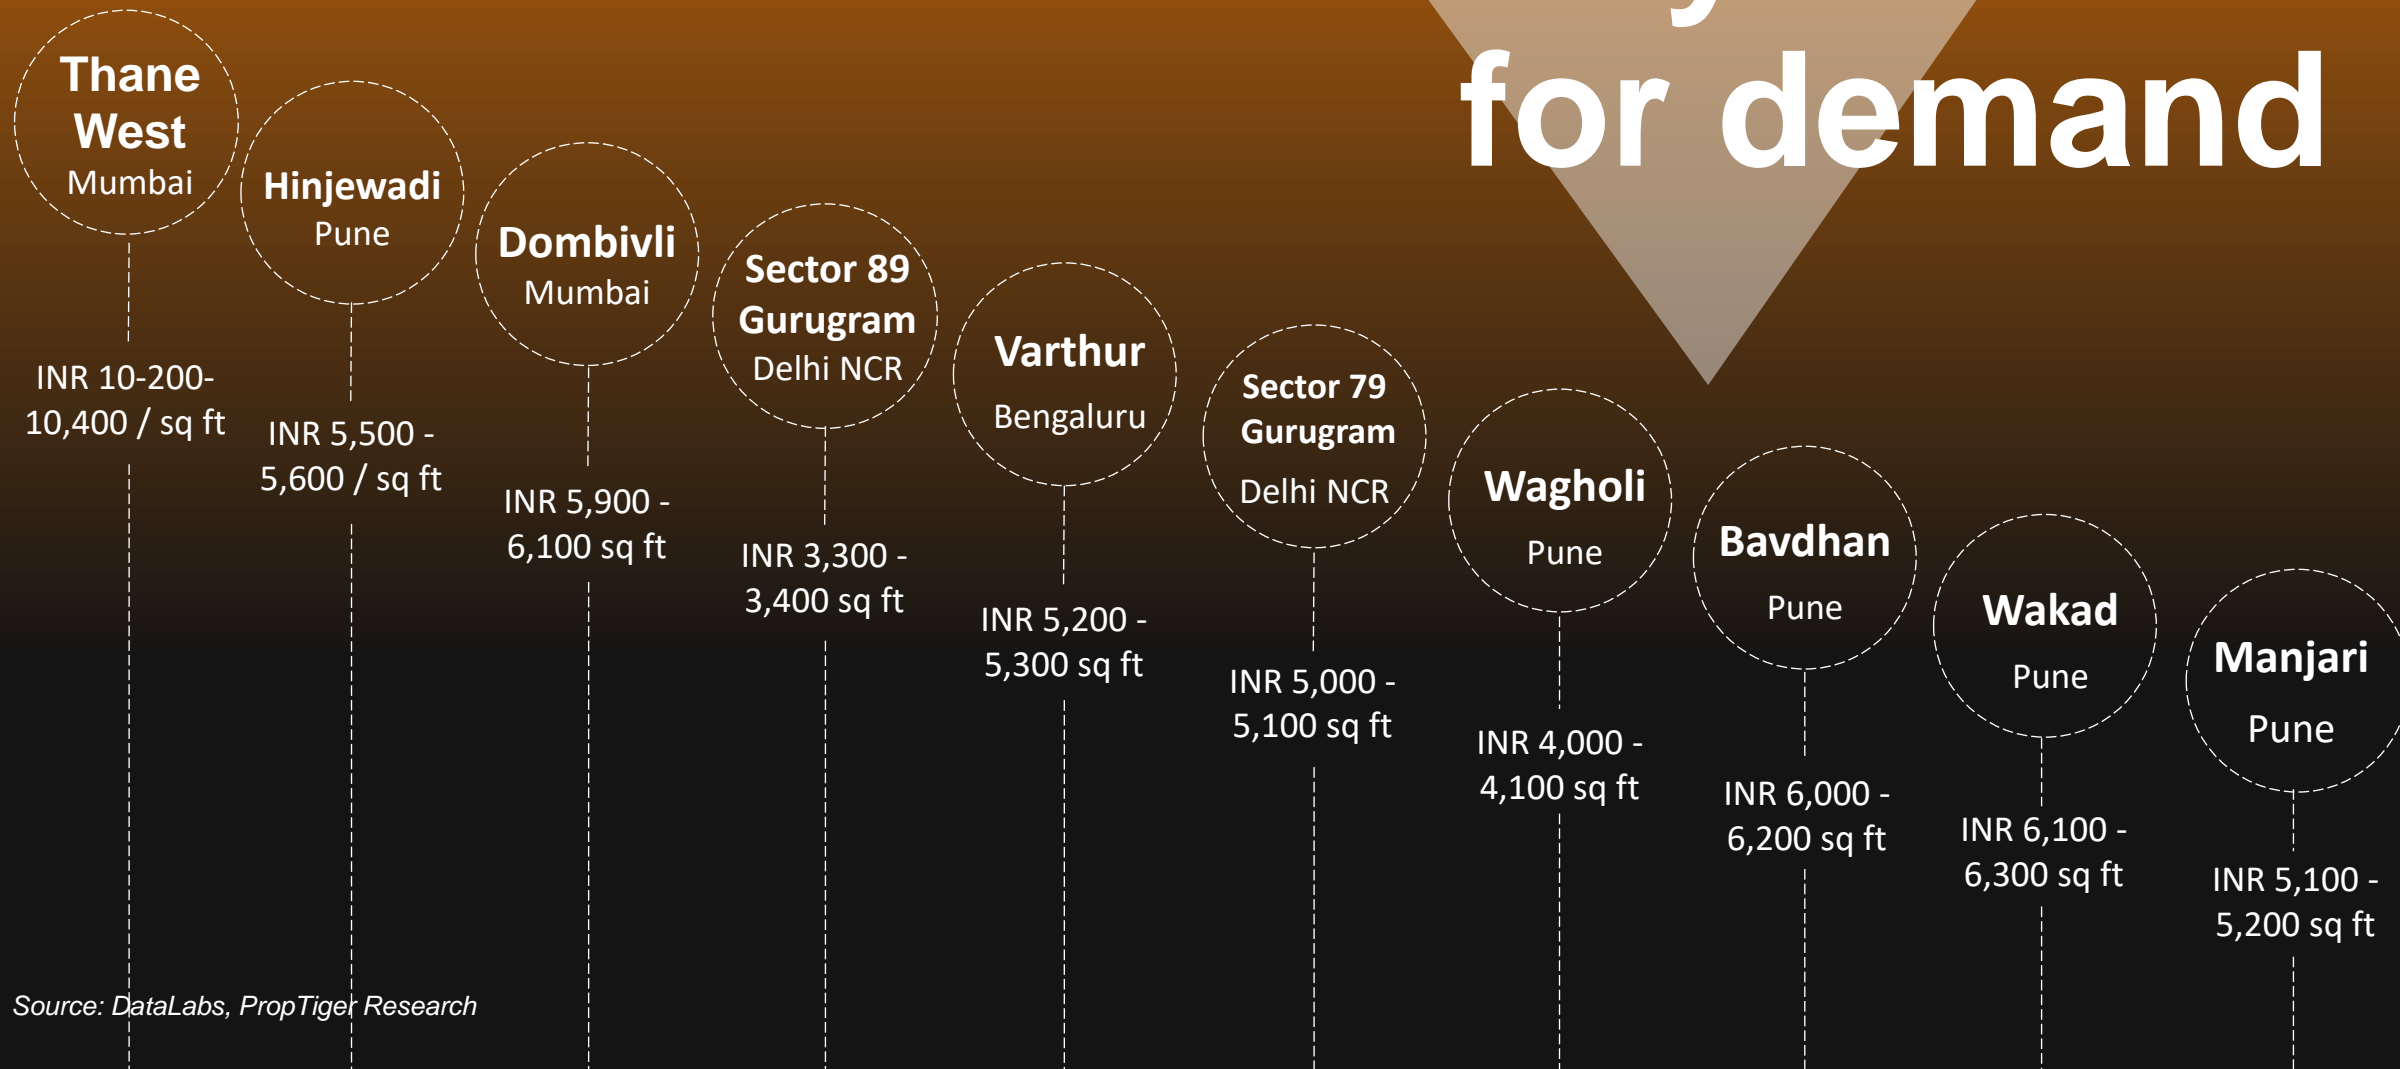 for demand
Thane
West
Mumbai
INR 10-200-
10,400 / sq ft
Hinjewadi
Pune
INR 5,500 -
5,600 / sq ft
Dombivli
Mumbai
INR 5,900 -
6,100 sq ft
Sector 89
Gurugram
Delhi NCR
INR 3,300 -
3,400 sq ft
Varthur
Bengaluru
INR 5,200 -
5,300 sq ft
Sector 79
Gurugram
Delhi NCR
INR 5,000 -
5,100 sq ft
Wagholi
Pune
INR 4,000 -
4,100 sq ft
Bavdhan
Pune
INR 6,000 -
6,200 sq ft
Wakad
Pune
INR 6,100 -
6,300 sq ft
Manjari
Pune
INR 5,100 -
5,200 sq ft
Source: DataLabs, PropTiger Research